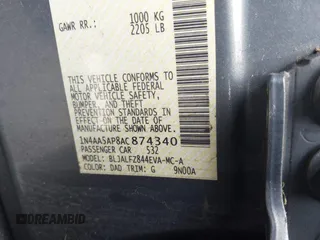 GAWR RR.: 1000 KG
2205 LB
THIS VEHICLE CONFORMS TO ALL
APPLICABLE FEDERAL
MOTOR VEHICLE SAFETY,
BUMPER, AND THEFT
PREVENTION STANDARDS IN
EFFECT ON THE DATE OF
MANUFACTURE SHOWN ABOVE.
1N4AA5AP8AC874340
PASSENGER CAR 532
MODEL: BLJALFZ844EVA-MC-A
COLOR: DAD TRIM: G 9N00A